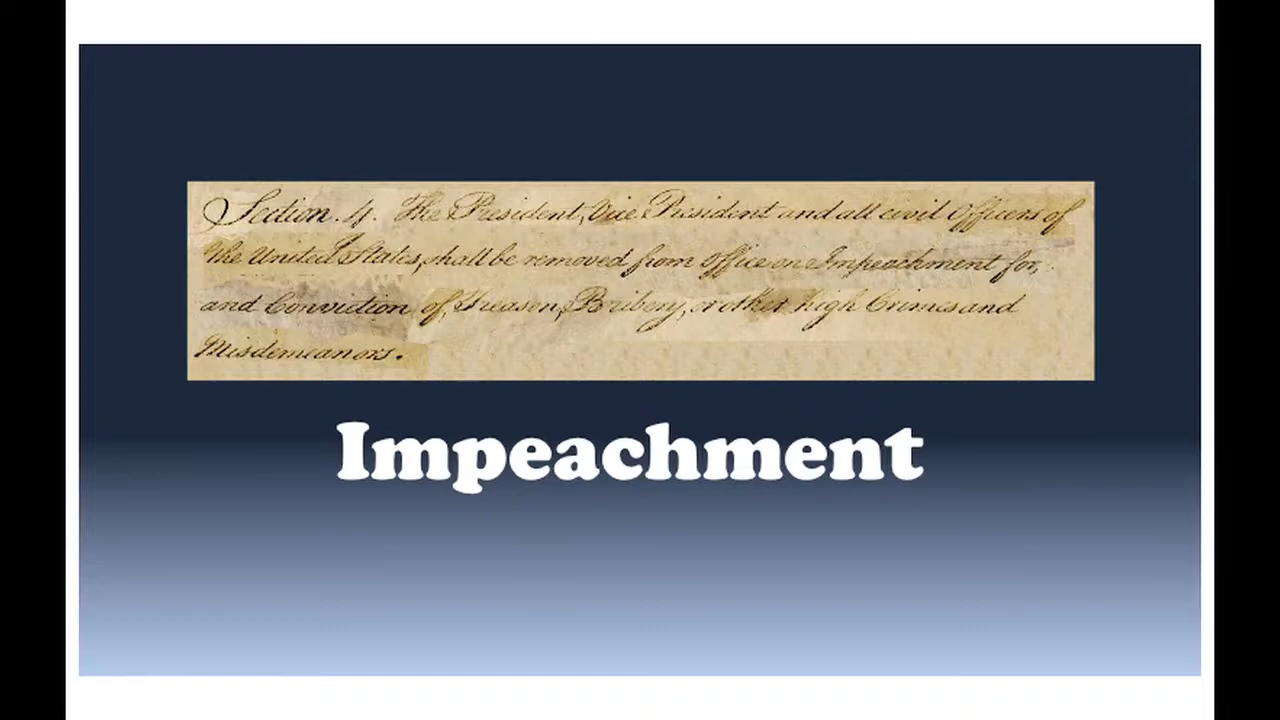 Section. 4. The President, Vice President and all civil Officers of
the United States, shall be removed from Office on Impeachment for,
and Conviction of, Treason, Bribery, or other high Crimes and
Misdemeanors.
Impeachment